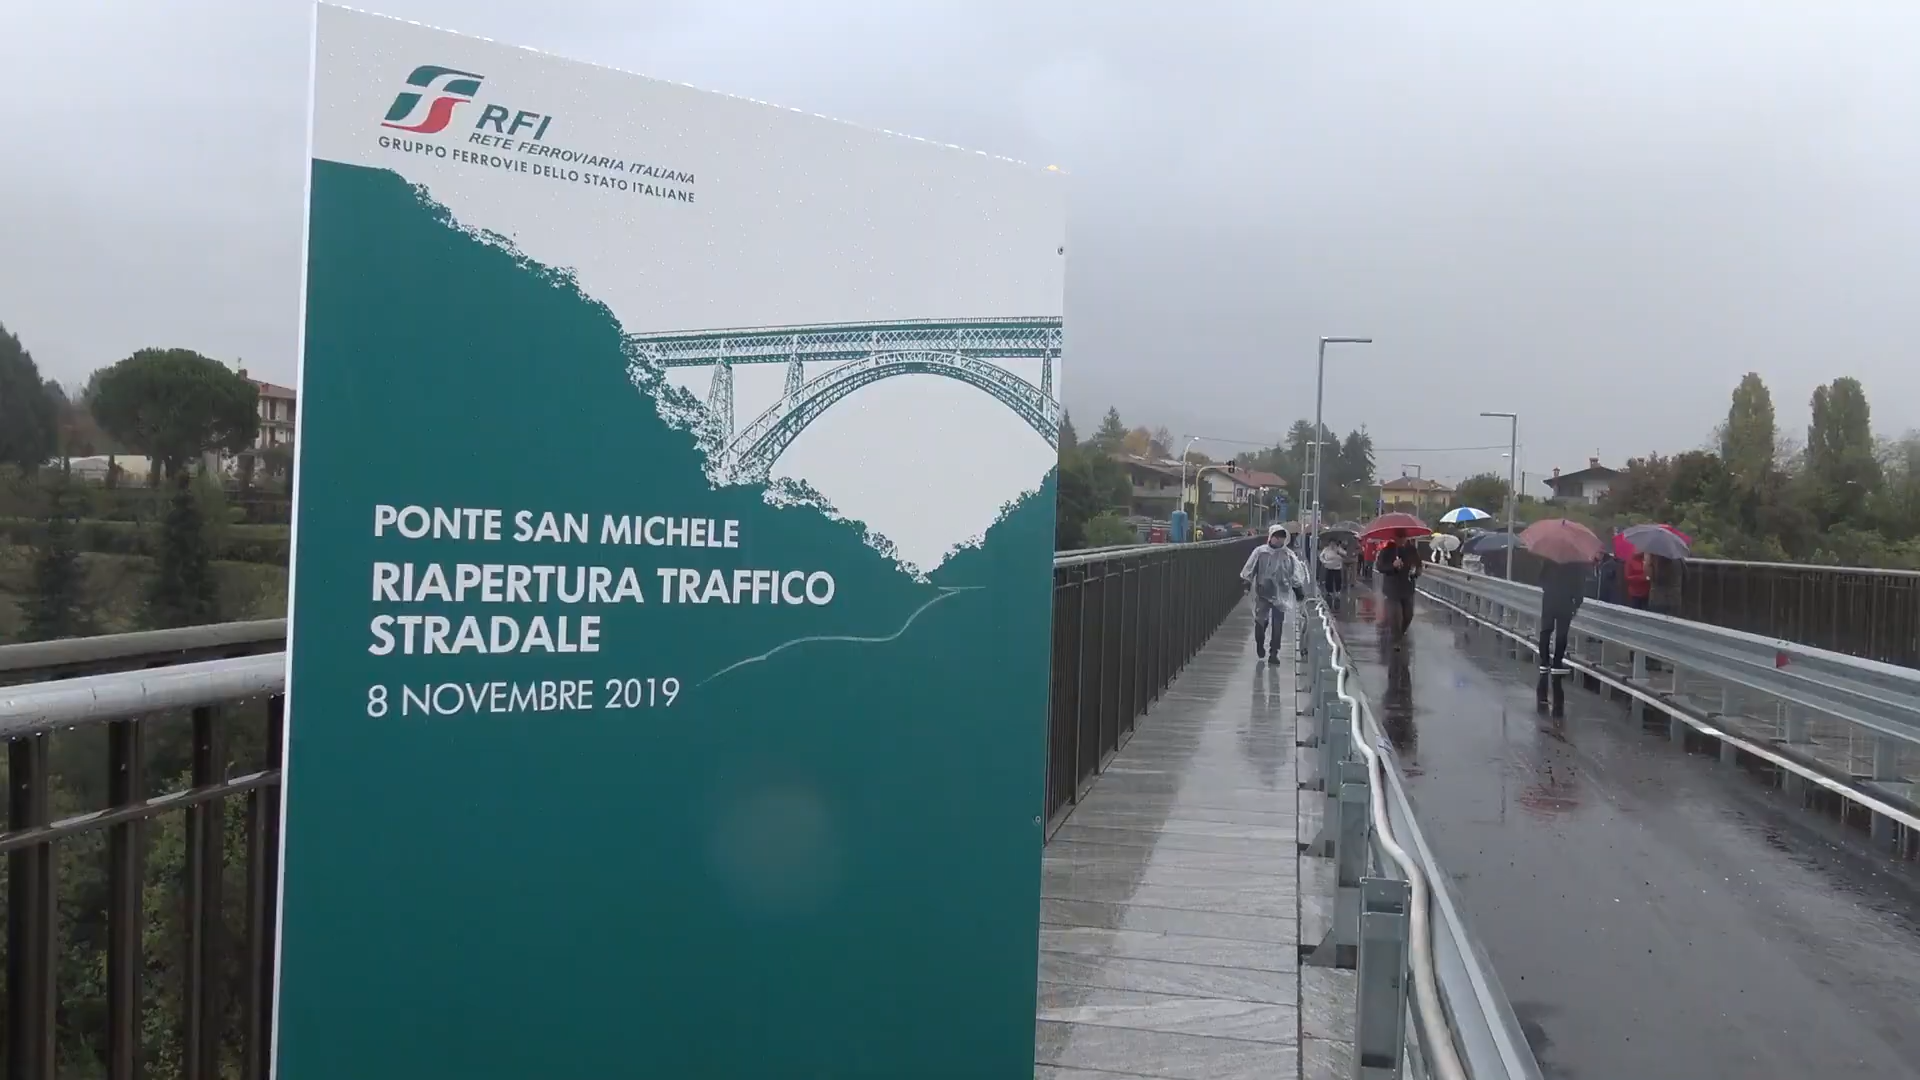 RFI
RETE FERROVIARIA ITALIANA
GRUPPO FERROVIE DELLO STATO ITALIANE
PONTE SAN MICHELE
RIAPERTURA TRAFFICO
STRADALE
8 NOVEMBRE 2019